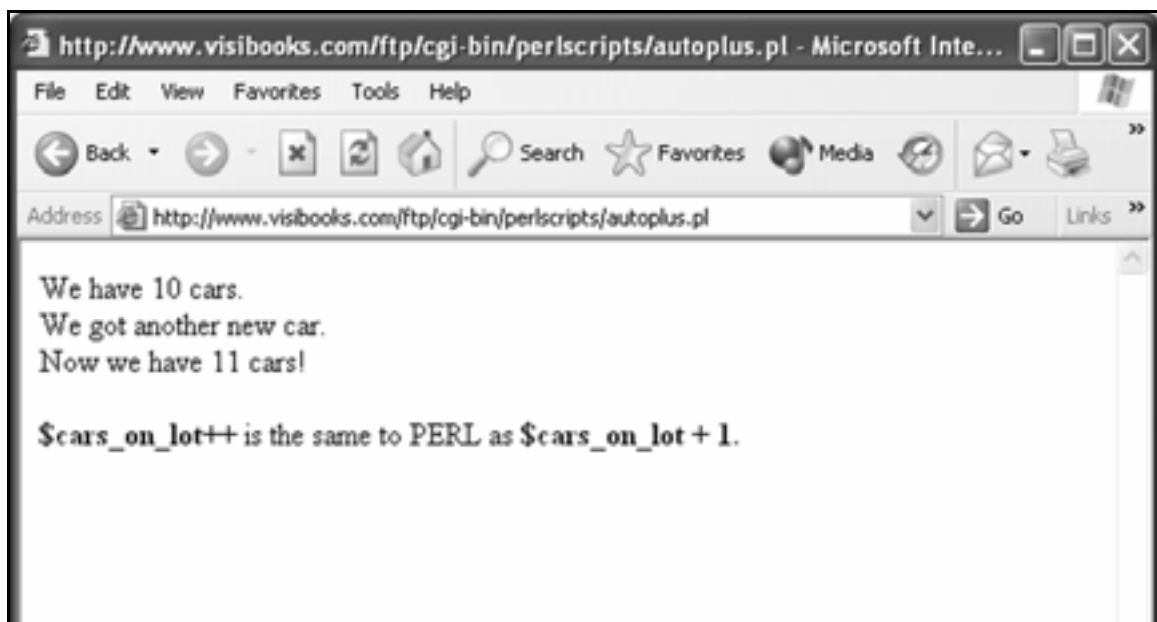 http://www.visibooks.com/ftp/cgi-bin/perlscripts/autoplus.pl - Microsoft Inte...
File Edit View Favorites Tools Help
Back Search Favorites Media »
Address http://www.visibooks.com/ftp/cgi-bin/perlscripts/autoplus.pl Go Links »
We have 10 cars.
We got another new car.
Now we have 11 cars!
$cars_on_lot++ is the same to PERL as $cars_on_lot + 1.